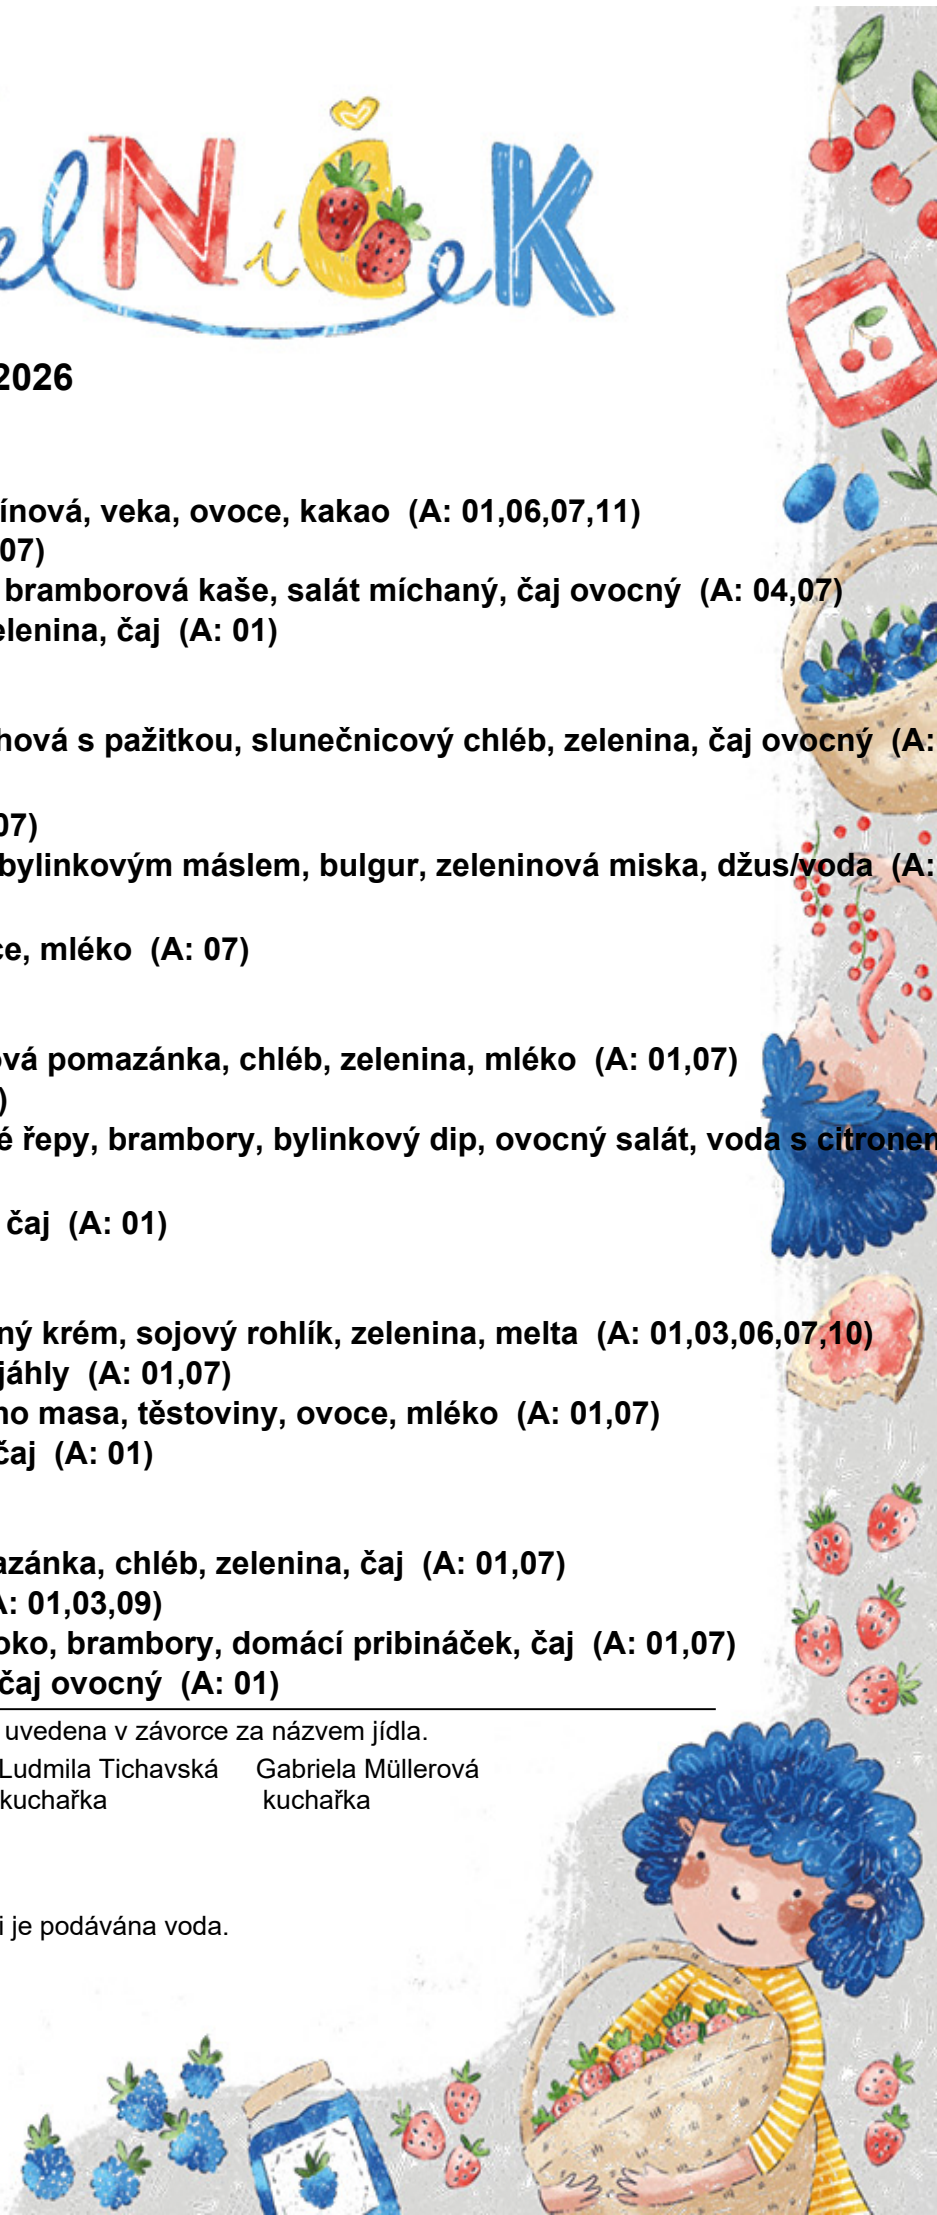 elNíČeK
2026
ínová, veka, ovoce, kakao (A: 01,06,07,11)
07)
bramborová kaše, salát míchaný, čaj ovocný (A: 04,07)
elenina, čaj (A: 01)
hová s pažitkou, slunečnicový chléb, zelenina, čaj ovocný (A:
07)
bylinkovým máslem, bulgur, zeleninová miska, džus/voda (A:
ce, mléko (A: 07)
ová pomazánka, chléb, zelenina, mléko (A: 01,07)
)
é řepy, brambory, bylinkový dip, ovocný salát, voda s citronem
čaj (A: 01)
ný krém, sojový rohlík, zelenina, melta (A: 01,03,06,07,10)
jáhly (A: 01,07)
ho masa, těstoviny, ovoce, mléko (A: 01,07)
čaj (A: 01)
azánka, chléb, zelenina, čaj (A: 01,07)
A: 01,03,09)
oko, brambory, domácí pribináček, čaj (A: 01,07)
čaj ovocný (A: 01)
uvedena v závorce za názvem jídla.
Ludmila Tichavská Gabriela Müllerová
kuchařka kuchařka
i je podávána voda.